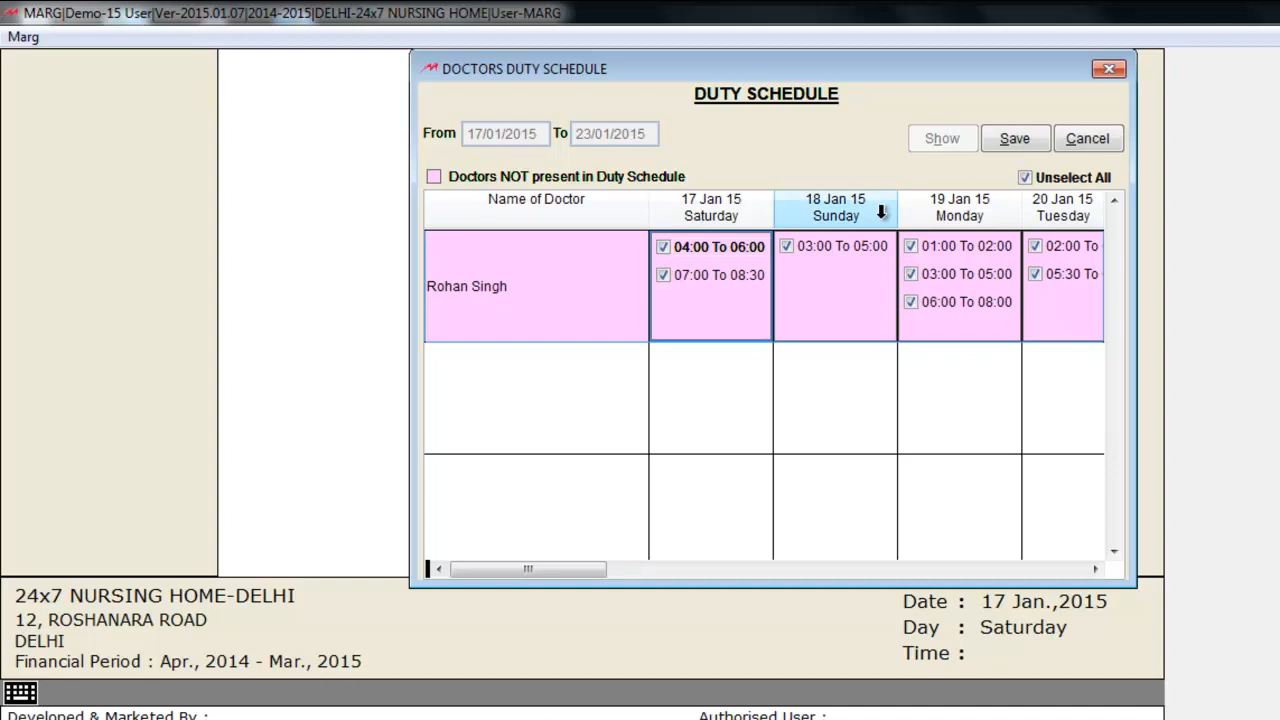 MARG|Demo-15 User|Ver-2015.01.07|2014-2015|DELHI-24x7 NURSING HOME|User-MARG
Marg
DOCTORS DUTY SCHEDULE
DUTY SCHEDULE
From 17/01/2015 To 23/01/2015 Show Save Cancel
Doctors NOT present in Duty Schedule Unselect All
Name of Doctor 17 Jan 15 18 Jan 15 19 Jan 15 20 Jan 15
Saturday Sunday Monday Tuesday
04:00 To 06:00 03:00 To 05:00 01:00 To 02:00 02:00 To
07:00 To 08:30 03:00 To 05:00 05:30 To
Rohan Singh
06:00 To 08:00
24x7 NURSING HOME-DELHI
12, ROSHANARA ROAD
DELHI
Financial Period : Apr., 2014 - Mar., 2015
Date : 17 Jan.,2015
Day : Saturday
Time :
Developed & Marketed By : Authorised User :